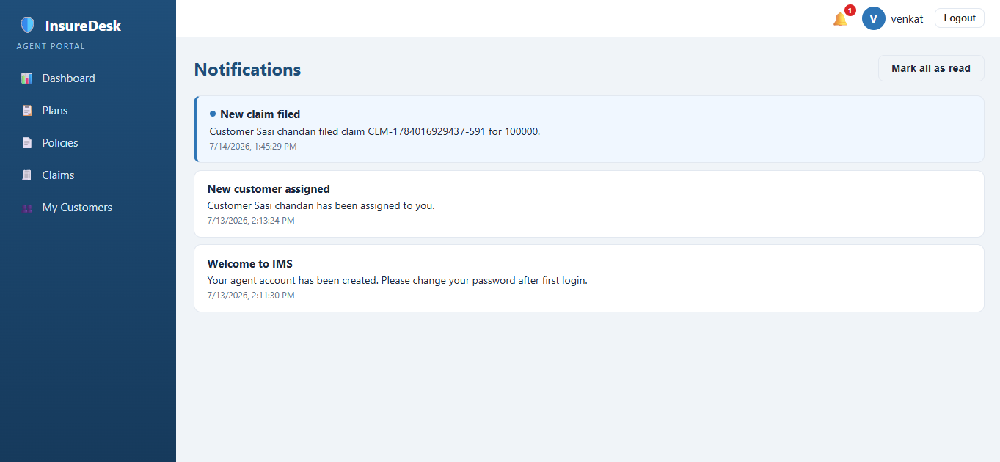 InsureDesk
AGENT PORTAL
Dashboard
Plans
Policies
Claims
My Customers
1
V
venkat
Logout
Notifications
Mark all as read
New claim filed
Customer Sasi chandan filed claim CLM-1784016929437-591 for 100000.
7/14/2026, 1:45:29 PM
New customer assigned
Customer Sasi chandan has been assigned to you.
7/13/2026, 2:13:24 PM
Welcome to IMS
Your agent account has been created. Please change your password after first login.
7/13/2026, 2:11:30 PM